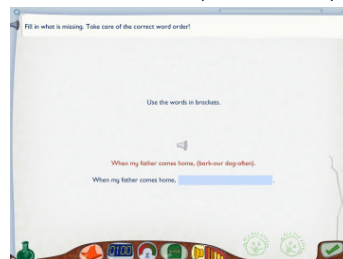 Fill in what is missing. Take care of the correct word order!
Use the words in brackets.
When my father comes home, (bark-our dog-often).
When my father comes home, .
0100